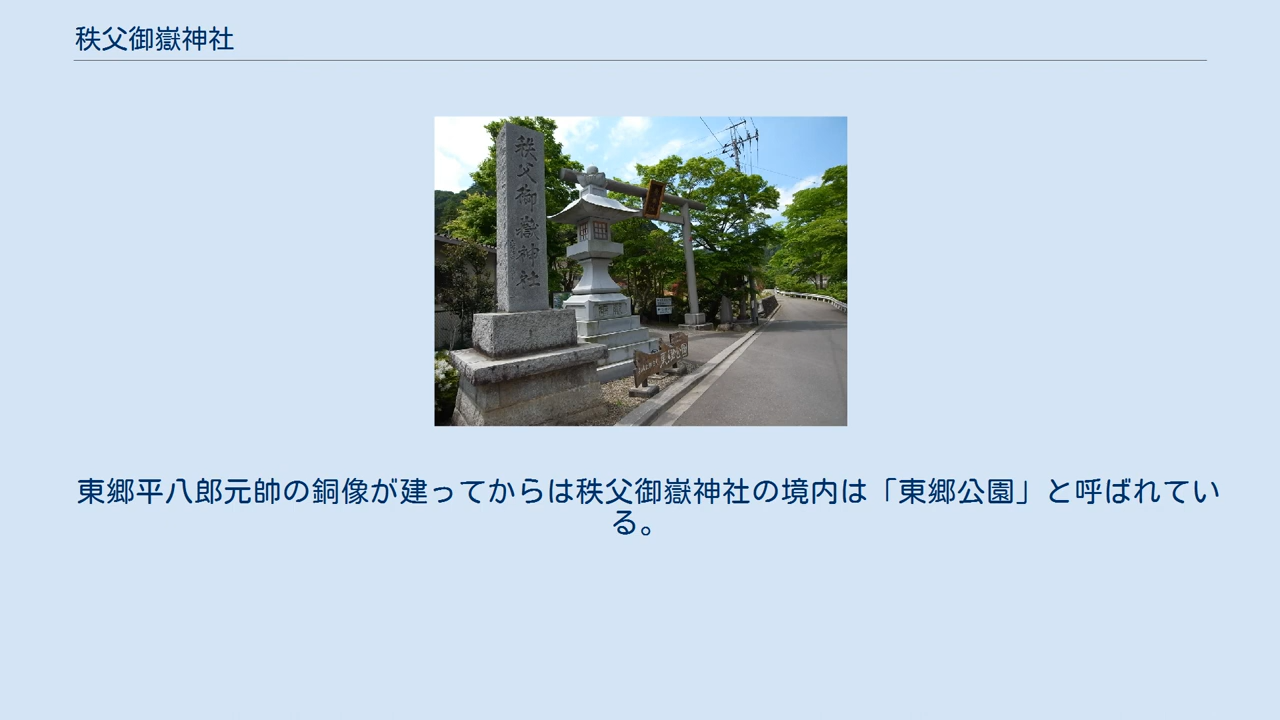 秩父御嶽神社
秩父御嶽神社
東郷平八郎元帥の銅像が建ってからは秩父御嶽神社の境内は「東郷公園」と呼ばれてい
る。